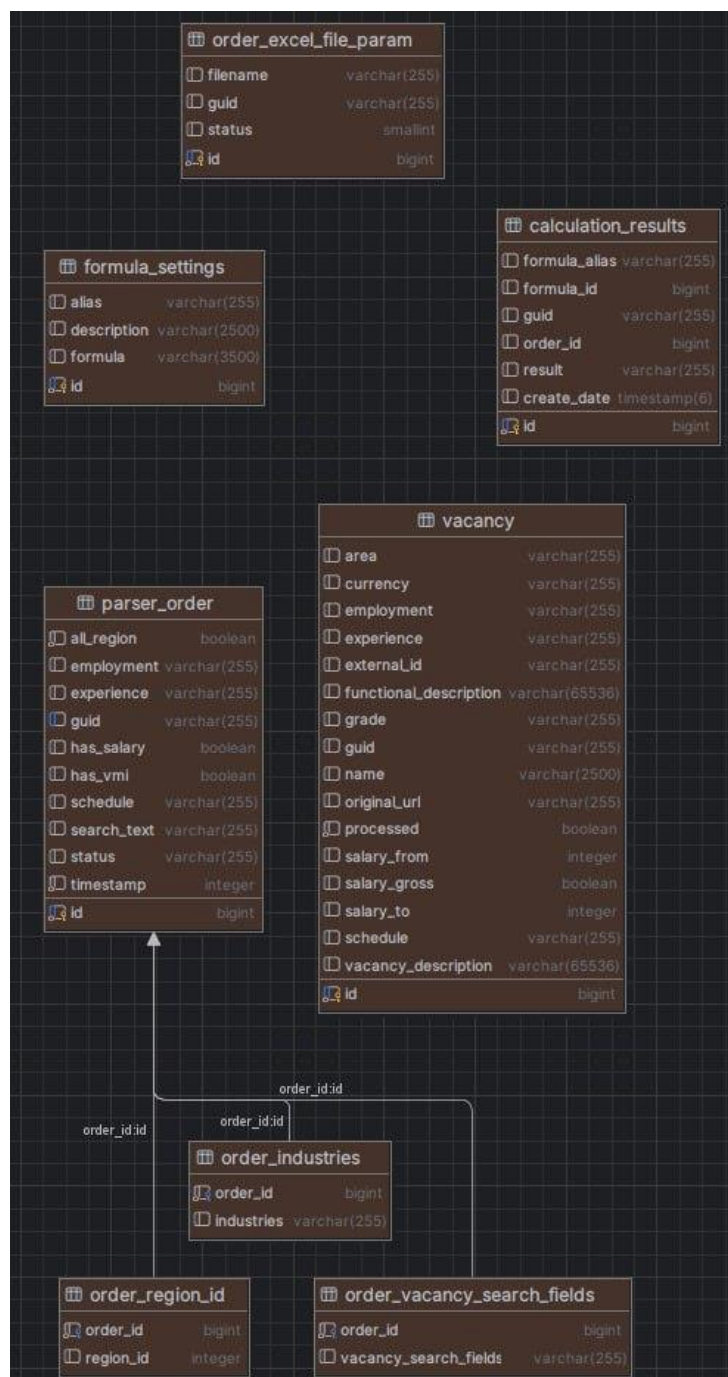 order_excel_file_param
filename varchar(255)
guid varchar(255)
status smallint
id bigint
calculation_results
formula_alias varchar(255)
formula_id bigint
guid varchar(255)
order_id bigint
result varchar(255)
create_date timestamp(6)
id bigint
formula_settings
alias varchar(255)
description varchar(2500)
formula varchar(3500)
id bigint
vacancy
area varchar(255)
currency varchar(255)
employment varchar(255)
experience varchar(255)
external_id varchar(255)
functional_description varchar(65536)
grade varchar(255)
guid varchar(255)
name varchar(2500)
original_url varchar(255)
processed boolean
salary_from integer
salary_gross boolean
salary_to integer
schedule varchar(255)
vacancy_description varchar(65536)
id bigint
parser_order
all_region boolean
employment varchar(255)
experience varchar(255)
guid varchar(255)
has_salary boolean
has_vmi boolean
schedule varchar(255)
search_text varchar(255)
status varchar(255)
timestamp integer
id bigint
order_id:id
order_id:id
order_id:id
order_industries
order_id bigint
industries varchar(255)
order_region_id
order_id bigint
region_id integer
order_vacancy_search_fields
order_id bigint
vacancy_search_fields varchar(255)